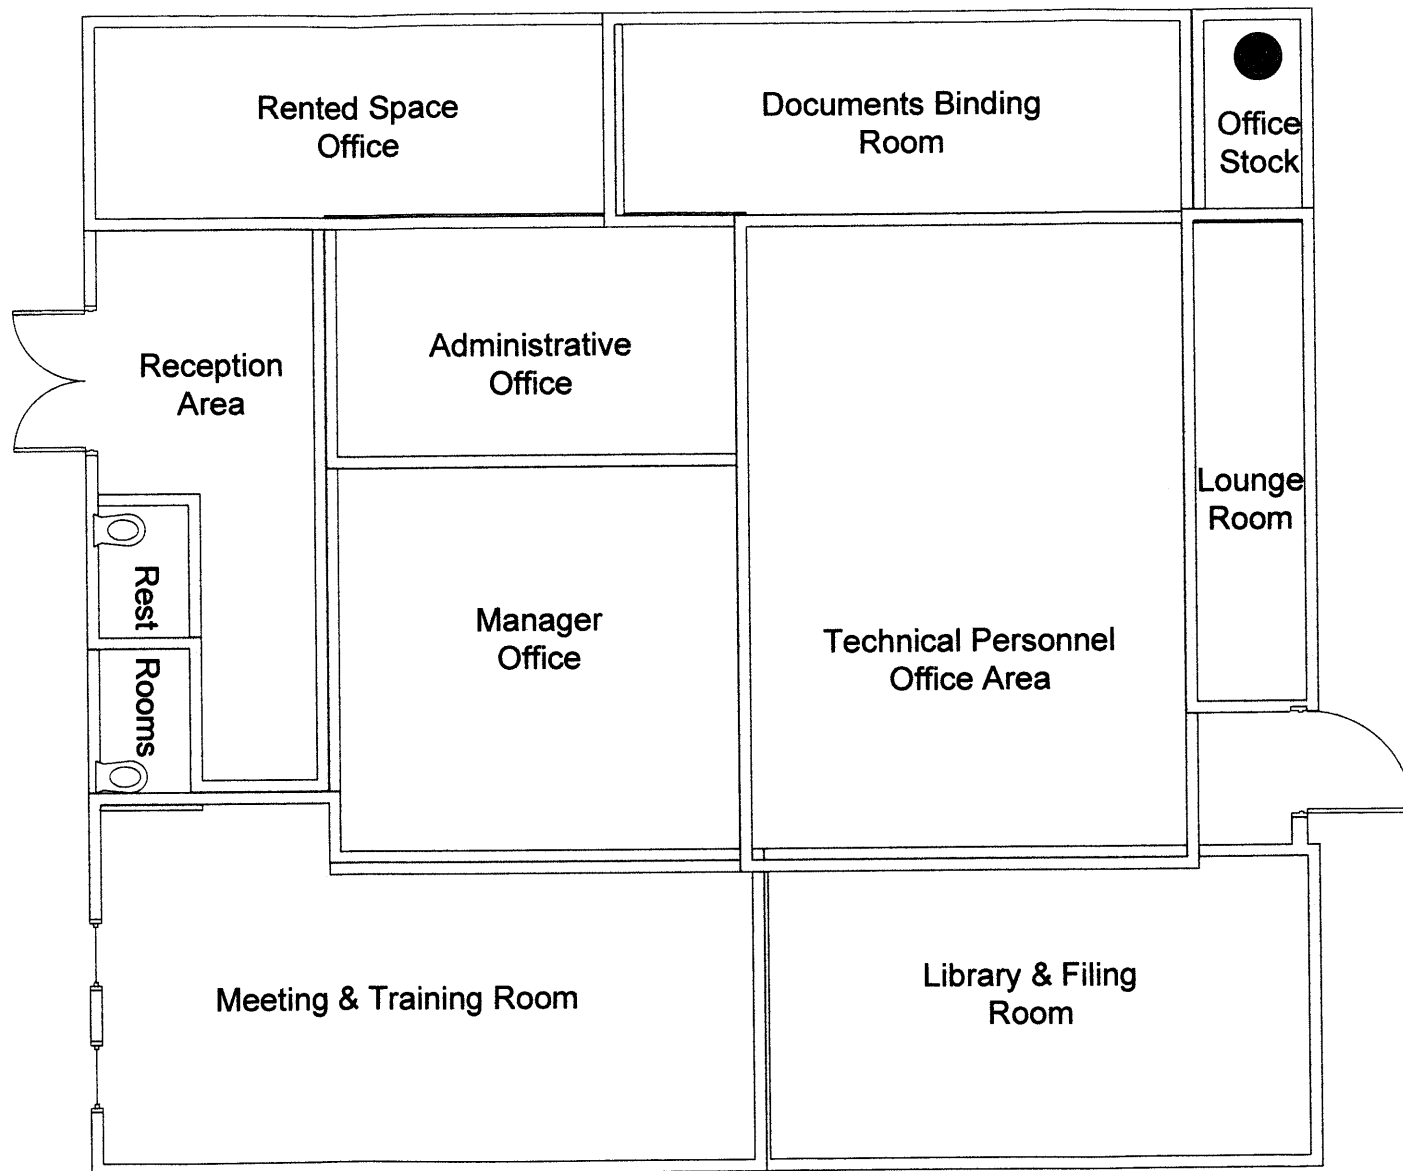 Rented Space
Office
Documents Binding
Room
Office
Stock
Reception
Area
Administrative
Office
Lounge
Room
Rest
Rooms
Manager
Office
Technical Personnel
Office Area
Meeting & Training Room
Library & Filing
Room